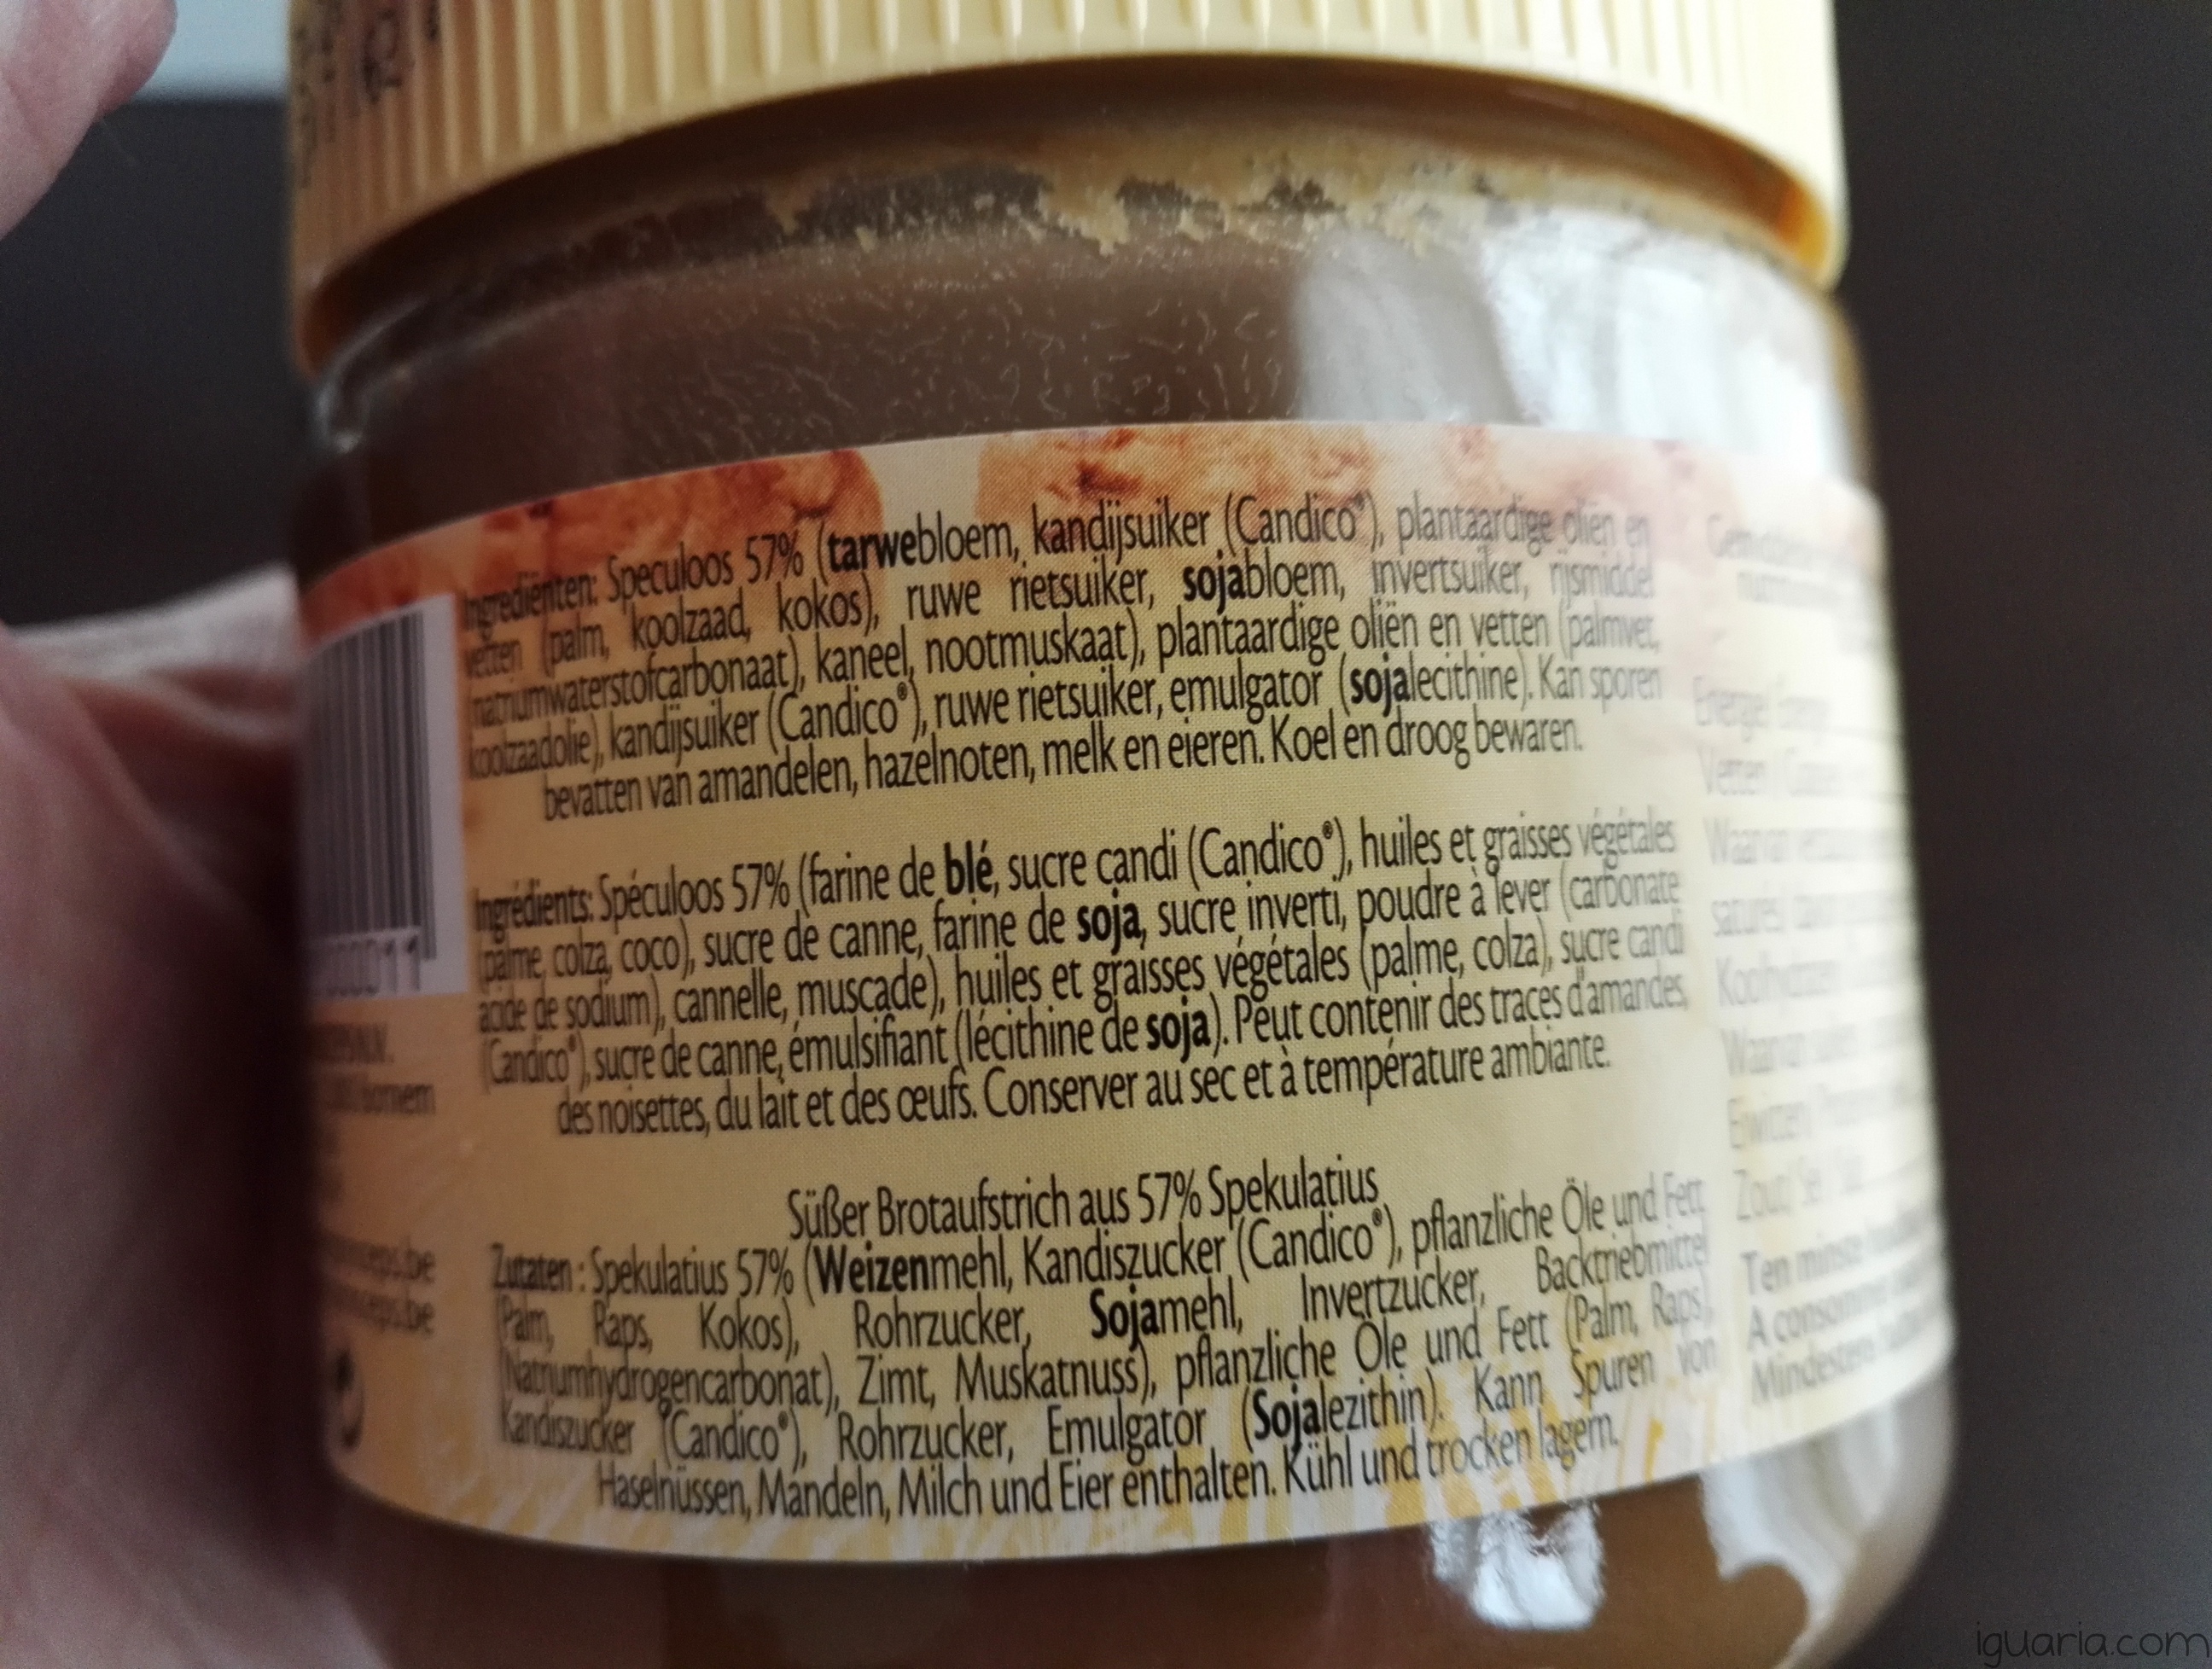 Ingrediënten: Speculoos 57% (tarwebloem, kandijsuiker (Candico®), plantaardige oliën en
vetten (palm, koolzaad, kokos), ruwe rietsuiker, sojabloem, invertsuiker, rijsmiddel
natriumwaterstofcarbonaat), kaneel, nootmuskaat), plantaardige oliën en vetten (palmvet,
koolzaadolie), kandijsuiker (Candico®), ruwe rietsuiker, emulgator (sojalecithine). Kan sporen
bevatten van amandelen, hazelnoten, melk en eieren. Koel en droog bewaren.
Ingrédients: Spéculoos 57% (farine de blé, sucre candi (Candico®), huiles et graisses végétales
(palme, colza, coco), sucre de canne, farine de soja, sucre inverti, poudre à lever (carbonate
acide de sodium), cannelle, muscade), huiles et graisses végétales (palme, colza), sucre candi
(Candico®), sucre de canne, émulsifiant (lécithine de soja). Peut contenir des traces d'amandes,
des noisettes, du lait et des œufs. Conserver au sec et à température ambiante.
Süßer Brotaufstrich aus 57% Spekulatius
Zutaten : Spekulatius 57% (Weizenmehl, Kandiszucker (Candico®), pflanzliche Öle und Fett
(Palm, Raps, Kokos), Rohrzucker, Sojamehl, Invertzucker, Backtriebmittel
(Natriumhydrogencarbonat), Zimt, Muskatnuss), pflanzliche Öle und Fett (Palm, Raps),
Kandiszucker (Candico®), Rohrzucker, Emulgator (Sojalezithin). Kann Spuren von
Haselnüssen, Mandeln, Milch und Eier enthalten. Kühl und trocken lagern.
N.V.
Bornem
Energie
Vetten
Zout
Ten minste
A consommer
Mindestens
iguaria.com